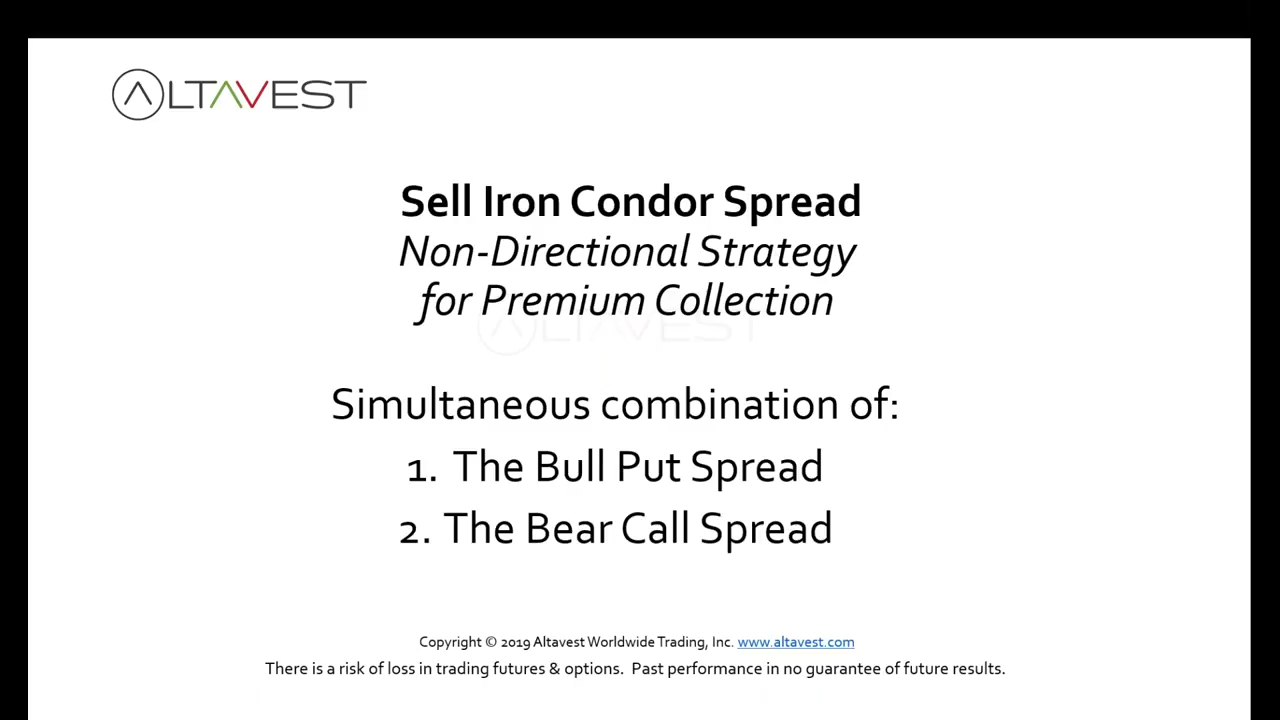 ALTAVEST
Sell Iron Condor Spread
Non-Directional Strategy
for Premium Collection
ALTAVEST
Simultaneous combination of:
1. The Bull Put Spread
2. The Bear Call Spread
Copyright © 2019 Altavest Worldwide Trading, Inc. www.altavest.com
There is a risk of loss in trading futures & options. Past performance in no guarantee of future results.